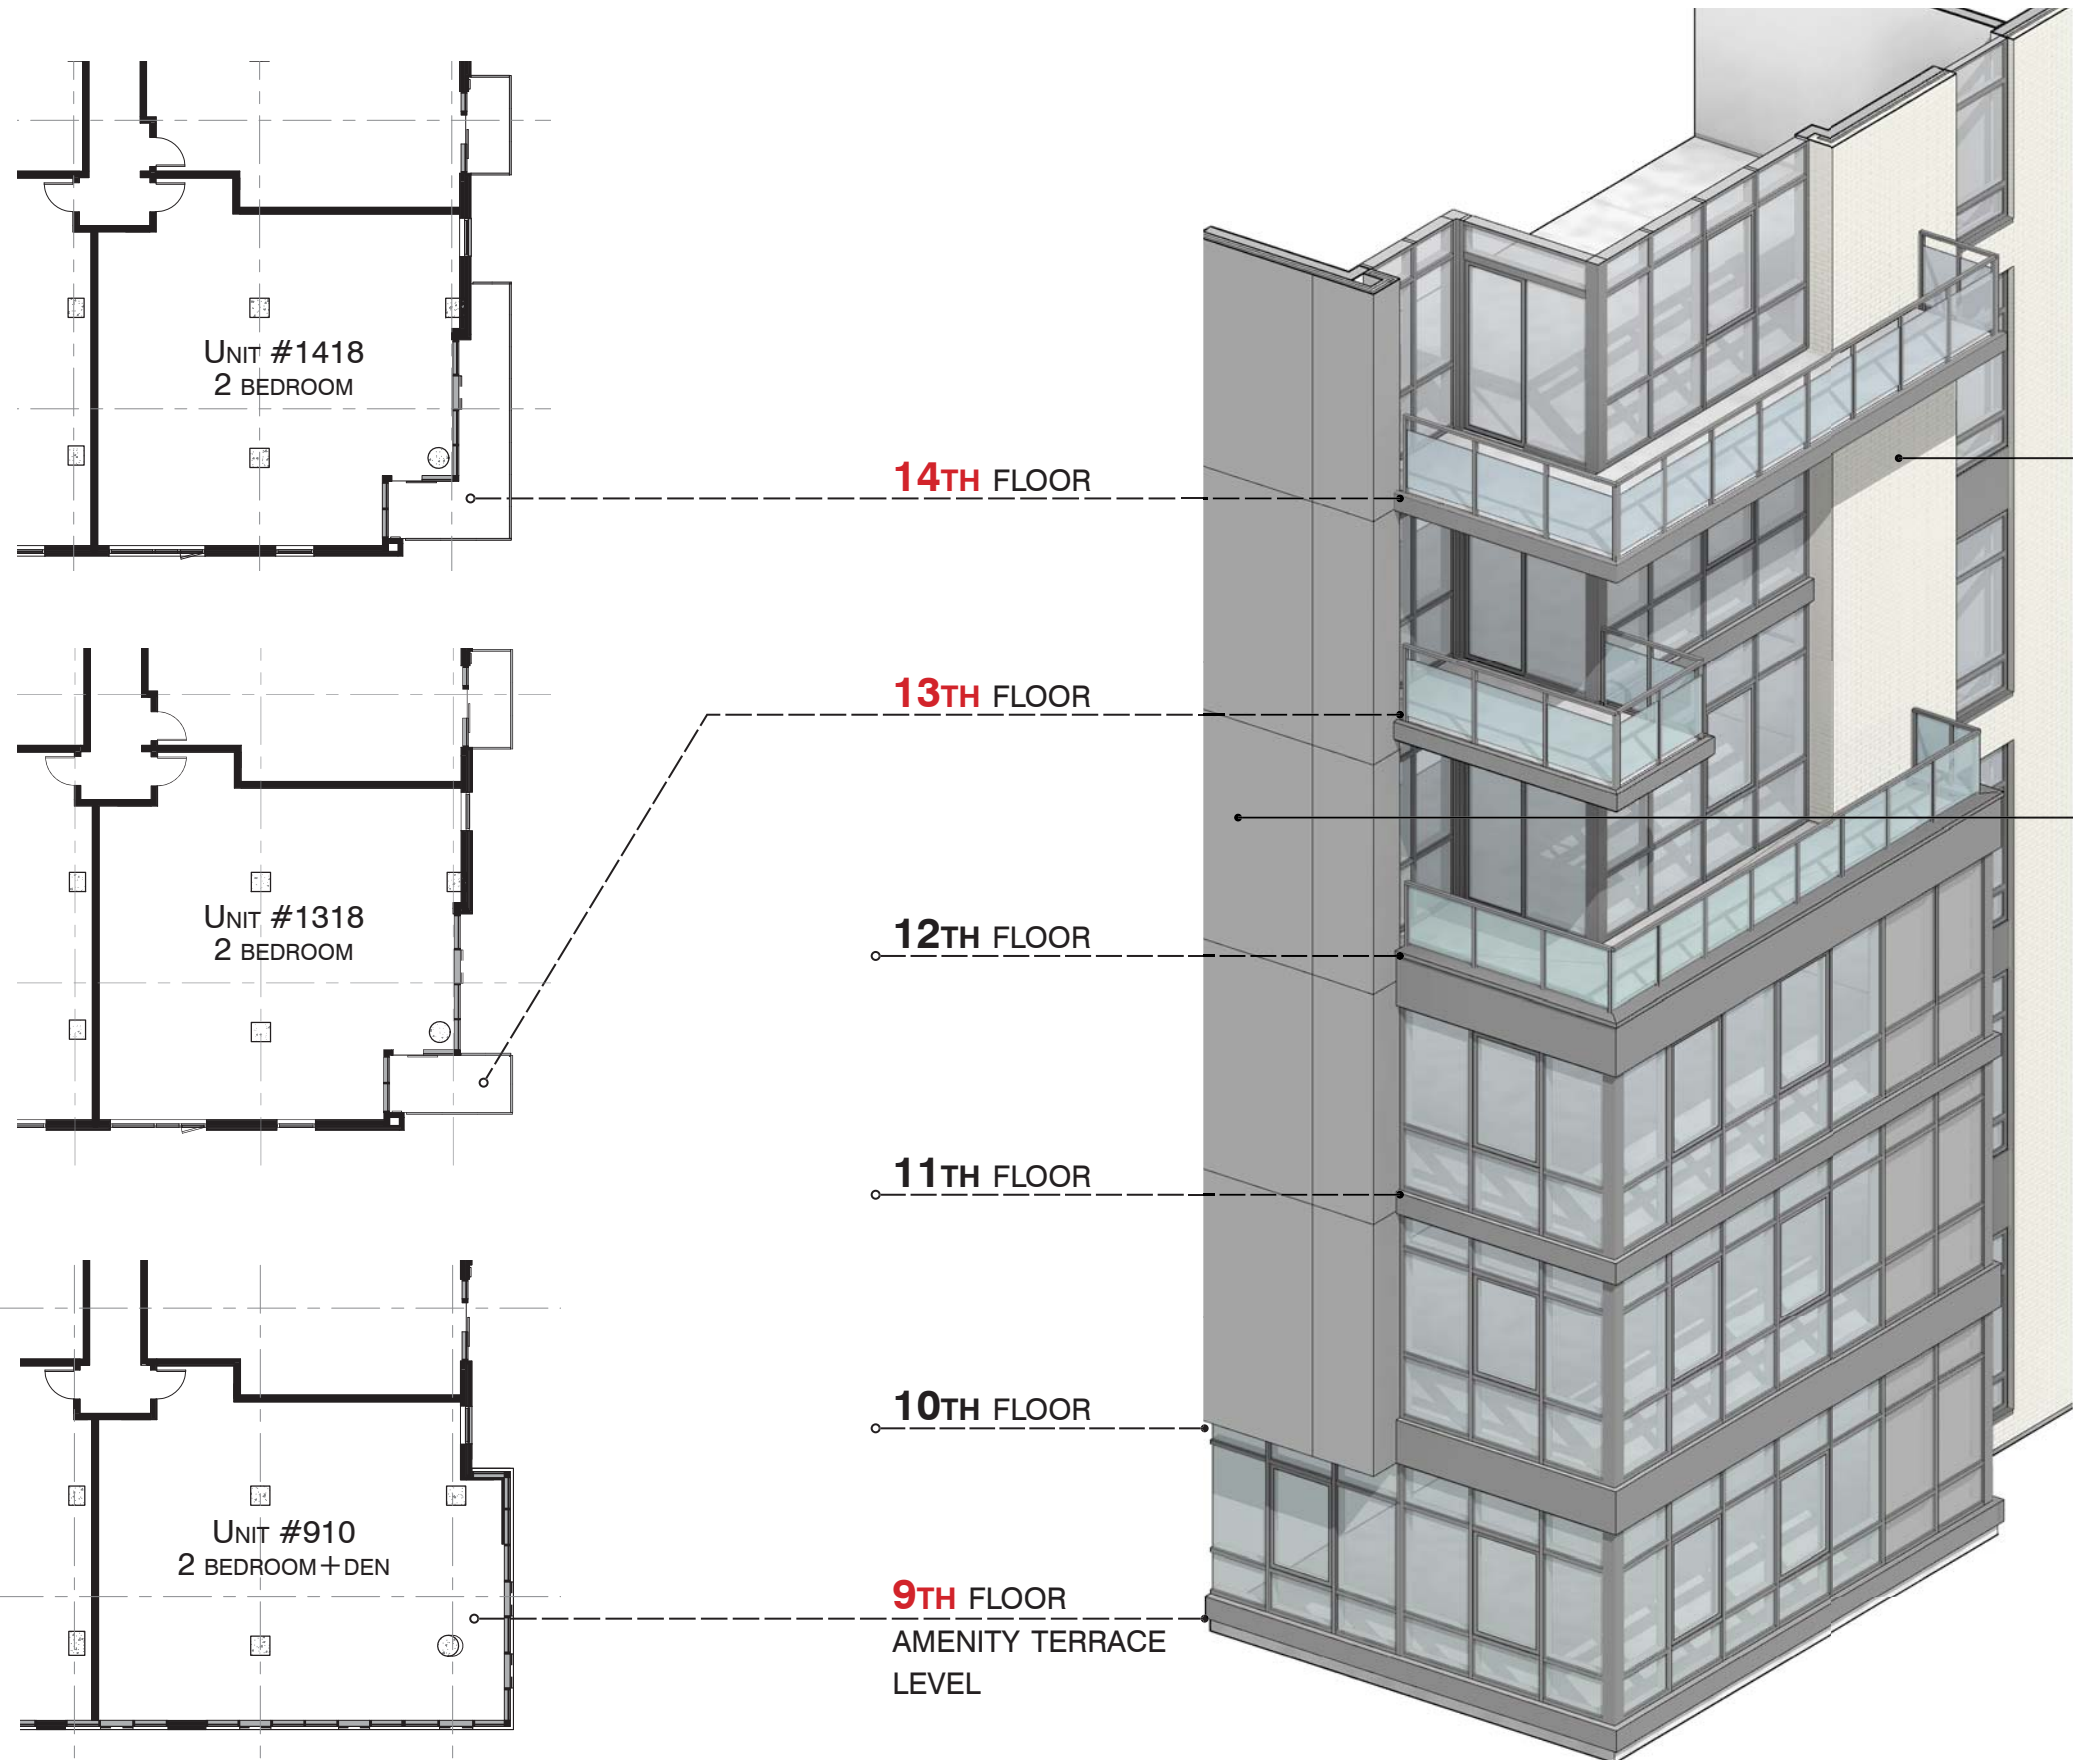 UNIT #1418
2 BEDROOM
14TH FLOOR
13TH FLOOR
UNIT #1318
2 BEDROOM
12TH FLOOR
11TH FLOOR
10TH FLOOR
UNIT #910
2 BEDROOM+DEN
9TH FLOOR
AMENITY TERRACE
LEVEL